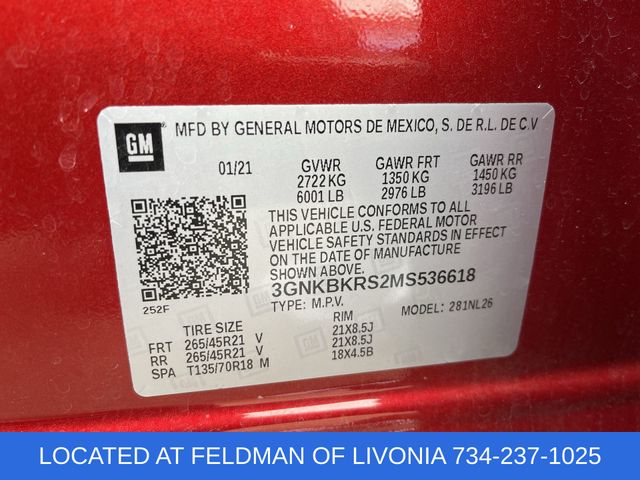 GM
MFD BY GENERAL MOTORS DE MEXICO, S. DE R.L. DE C.V
01/21 GVWR GAWR FRT GAWR RR
2722 KG 1350 KG 1450 KG
6001 LB 2976 LB 3196 LB
THIS VEHICLE CONFORMS TO ALL
APPLICABLE U.S. FEDERAL MOTOR
VEHICLE SAFETY STANDARDS IN EFFECT
ON THE DATE OF MANUFACTURE
SHOWN ABOVE.
3GNKBKRS2MS536618
252F TYPE: M.P.V. MODEL: 281NL26
TIRE SIZE RIM
FRT 265/45R21 V 21X8.5J
RR 265/45R21 V 21X8.5J
SPA T135/70R18 M 18X4.5B
LOCATED AT FELDMAN OF LIVONIA 734-237-1025